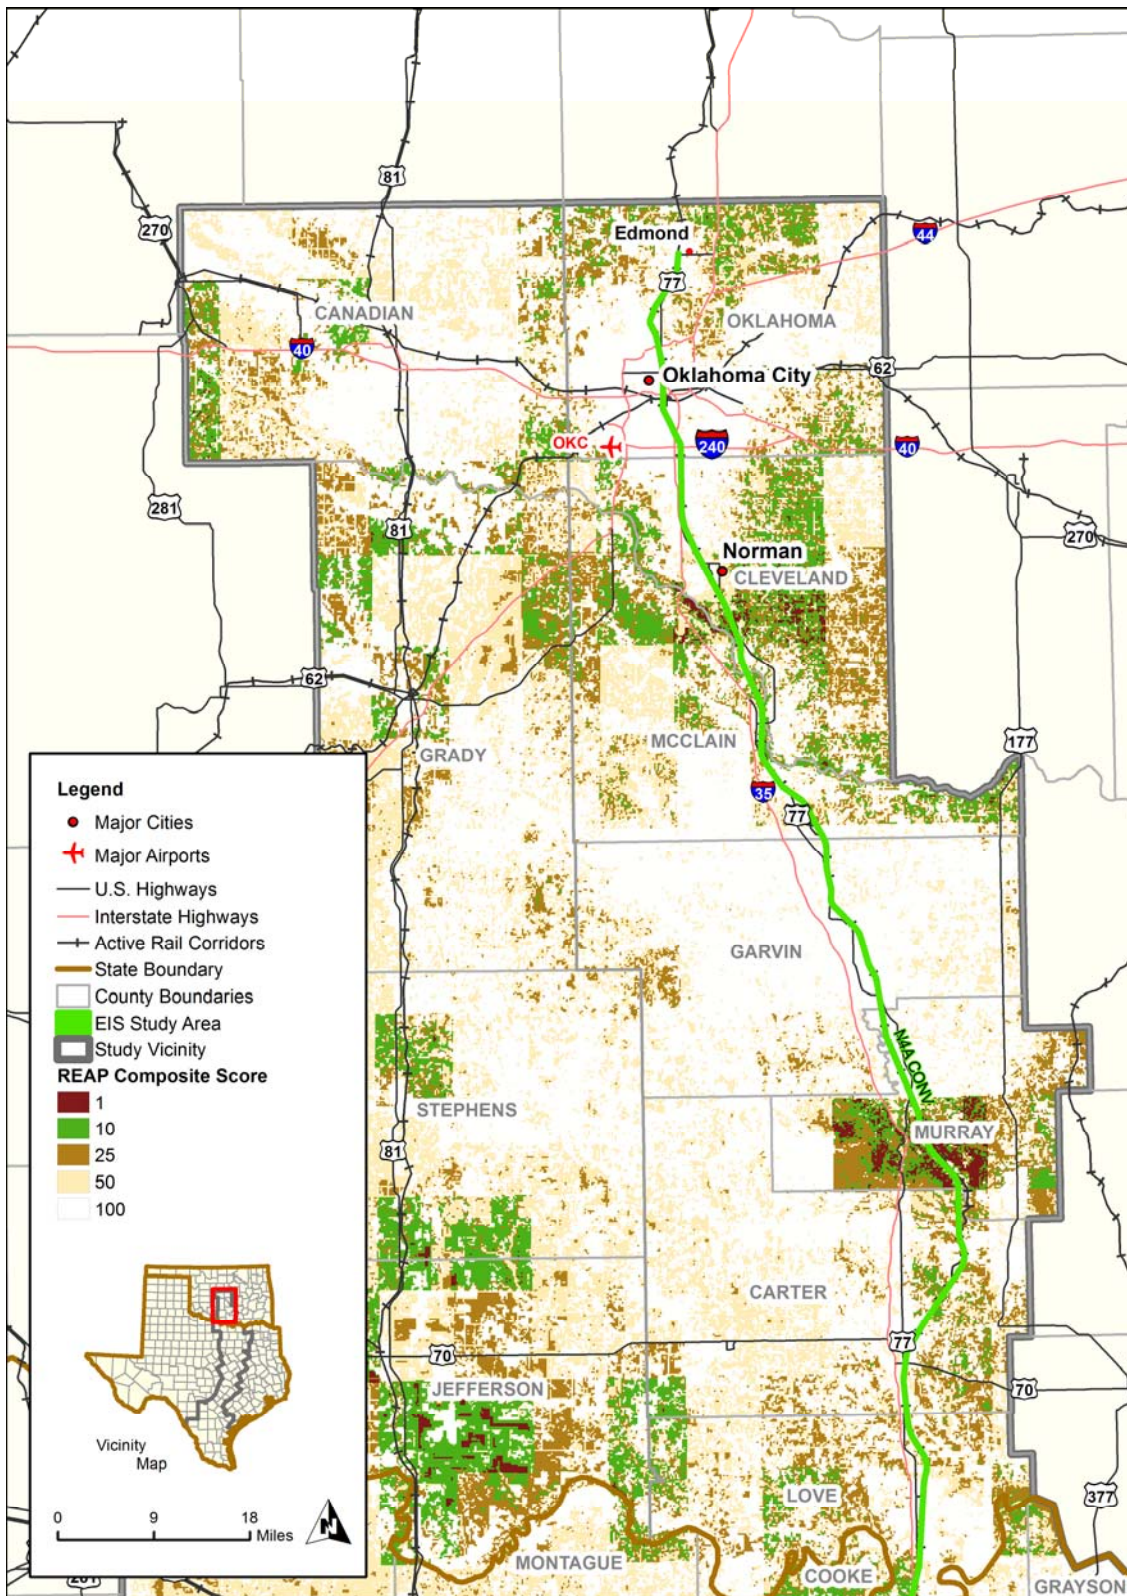 81
270
Edmond
44
77
CANADIAN
OKLAHOMA
40
62
Oklahoma City
OKC
240
40
281
81
270
Norman
CLEVELAND
62
177
MCCLAIN
GRADY
35
77
GARVIN
N4A CONV
STEPHENS
MURRAY
81
CARTER
77
70
70
JEFFERSON
LOVE
377
MONTAGUE
COOKE
GRAYSON
Legend
Major Cities
Major Airports
U.S. Highways
Interstate Highways
Active Rail Corridors
State Boundary
County Boundaries
EIS Study Area
Study Vicinity
REAP Composite Score
1
10
25
50
100
Vicinity
Map
0 9 18
Miles
N